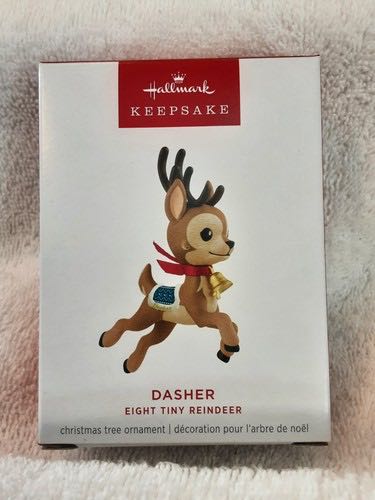 Hallmark
KEEPSAKE
DASHER
EIGHT TINY REINDEER
christmas tree ornament | décoration pour l'arbre de noël